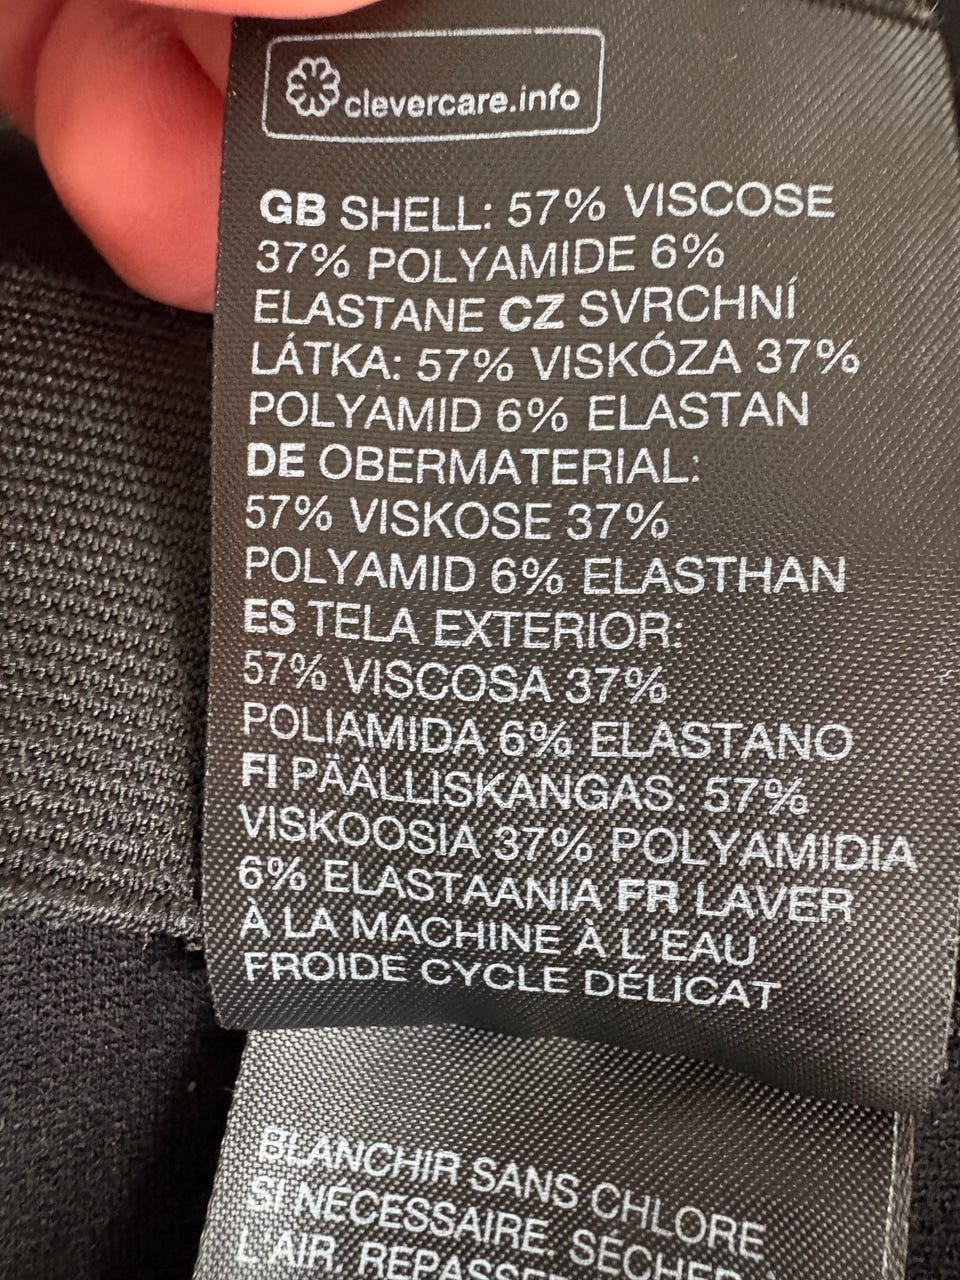 clevercare.info
GB SHELL: 57% VISCOSE
37% POLYAMIDE 6%
ELASTANE CZ SVRCHNÍ
LÁTKA: 57% VISKÓZA 37%
POLYAMID 6% ELASTAN
DE OBERMATERIAL:
57% VISKOSE 37%
POLYAMID 6% ELASTHAN
ES TELA EXTERIOR:
57% VISCOSA 37%
POLIAMIDA 6% ELASTANO
FI PÄÄLLISKANGAS: 57%
VISKOOSIA 37% POLYAMIDIA
6% ELASTAANIA FR LAVER
À LA MACHINE À L'EAU
FROIDE CYCLE DÉLICAT
BLANCHIR SANS CHLORE
SI NÉCESSAIRE. SÉCHER
L'AIR. REPASSER